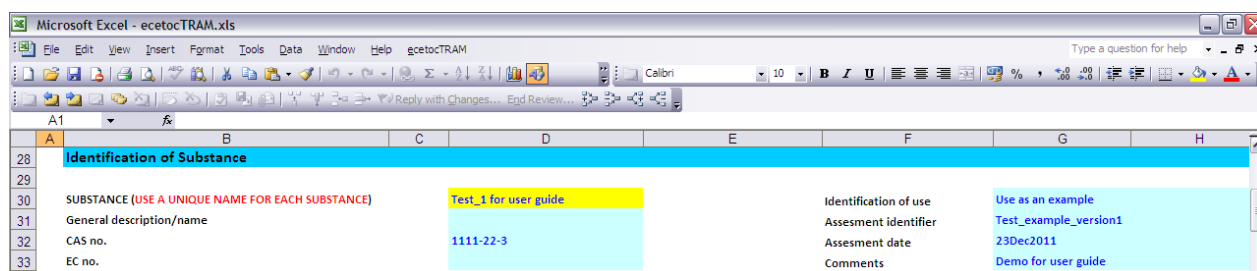 Microsoft Excel - ecetocTRAM.xls
File Edit View Insert Format Tools Data Window Help ecetocTRAM Type a question for help
Calibri 10 B I U % ,
Reply with Changes... End Review...
A1 fx
A B C D E F G H
28 Identification of Substance
29
30 SUBSTANCE (USE A UNIQUE NAME FOR EACH SUBSTANCE) Test_1 for user guide Identification of use Use as an example
31 General description/name Assesment identifier Test_example_version1
32 CAS no. 1111-22-3 Assesment date 23Dec2011
33 EC no. Comments Demo for user guide